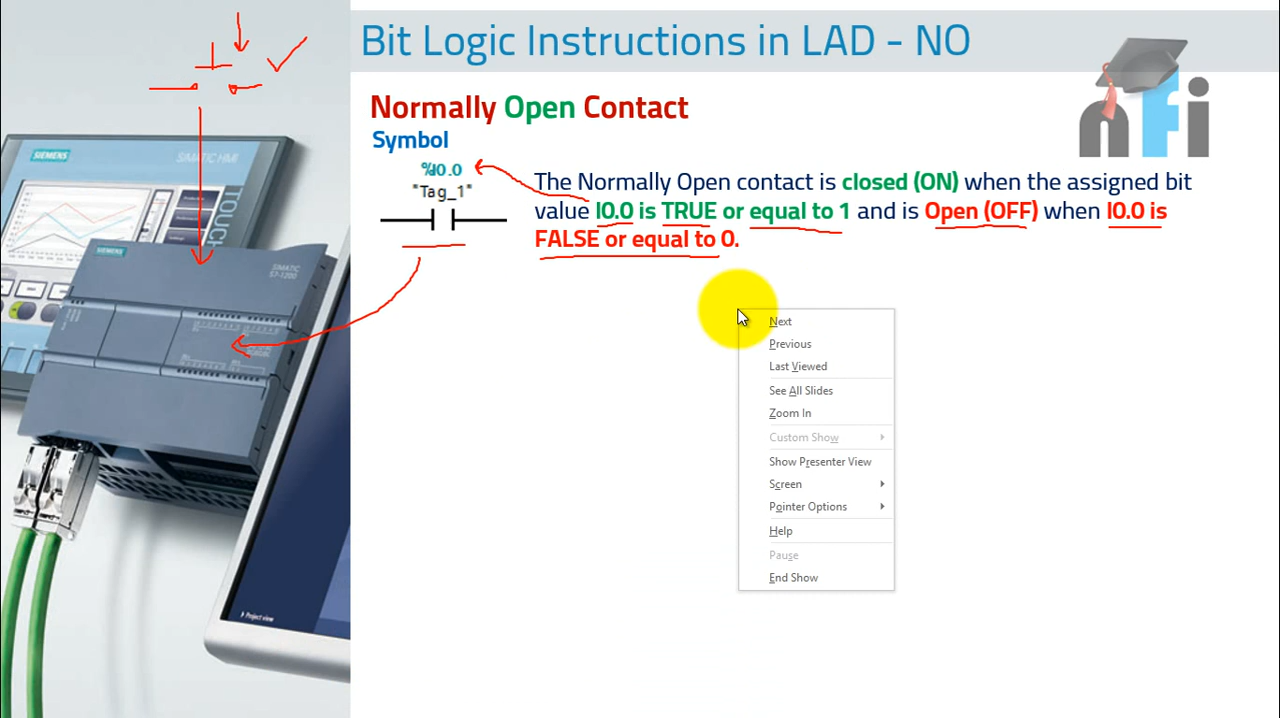 Bit Logic Instructions in LAD - NO
nfi
Normally Open Contact
Symbol
%I0.0
"Tag_1"
The Normally Open contact is closed (ON) when the assigned bit
value I0.0 is TRUE or equal to 1 and is Open (OFF) when I0.0 is
FALSE or equal to 0.
SIEMENS
SIMATIC HMI
TOUCH
SIEMENS
SIMATIC
S7-1200
Project view
Next
Previous
Last Viewed
See All Slides
Zoom In
Custom Show
Show Presenter View
Screen
Pointer Options
Help
Pause
End Show